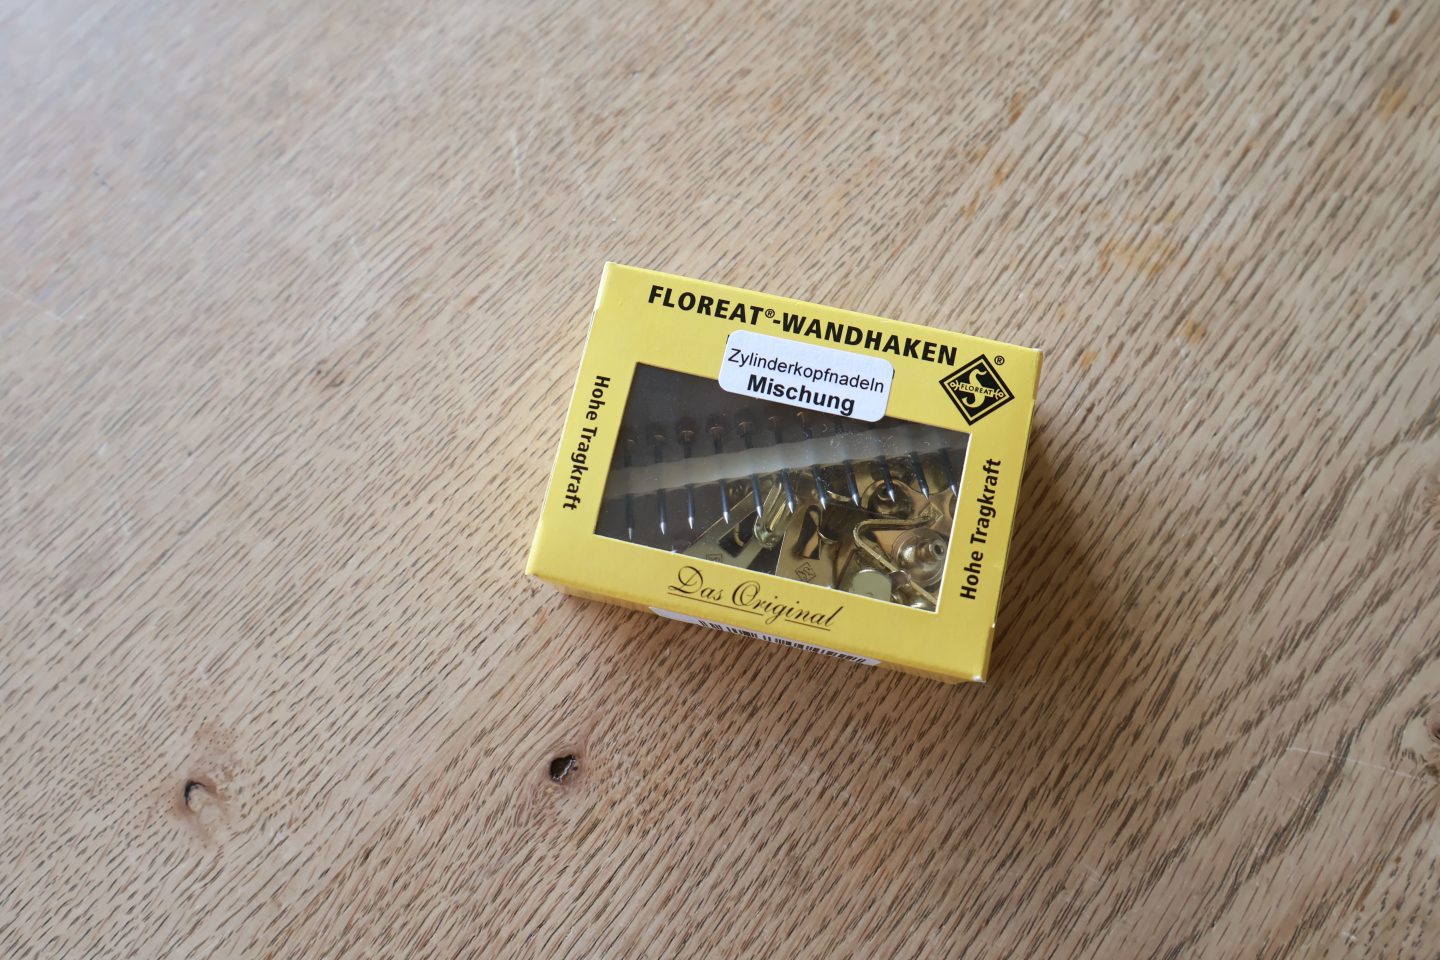 FLOREAT®-WANDHAKEN
Zylinderkopfnadeln
Mischung
FLOREAT
®
Hohe Tragkraft
Hohe Tragkraft
Das Original